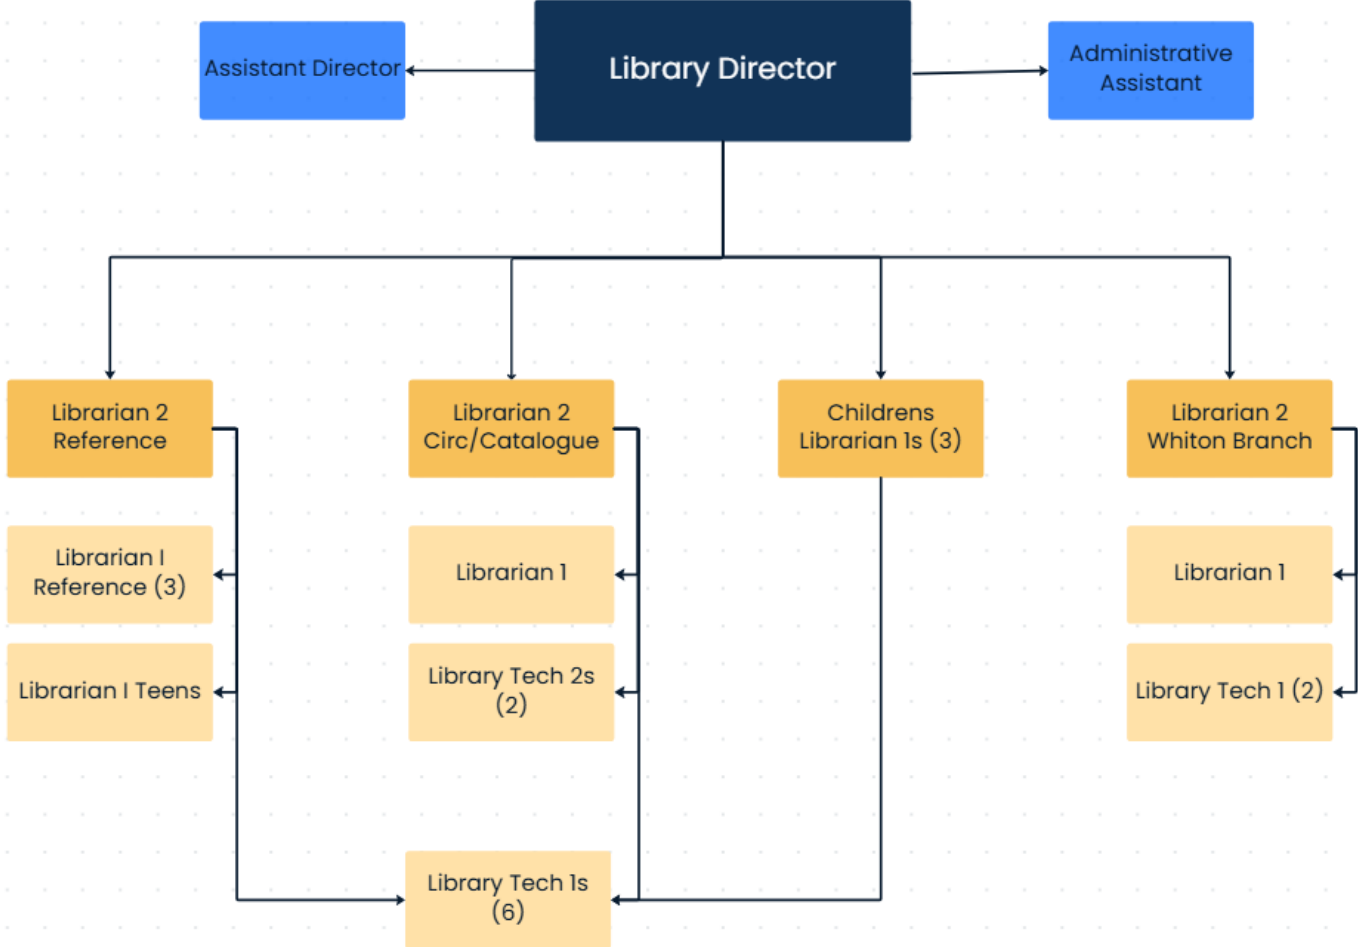 Assistant Director
Library Director
Administrative
Assistant
Librarian 2
Reference
Librarian 2
Circ/Catalogue
Childrens
Librarian 1s (3)
Librarian 2
Whiton Branch
Librarian I
Reference (3)
Librarian 1
Librarian 1
Librarian I Teens
Library Tech 2s
(2)
Library Tech 1 (2)
Library Tech 1s
(6)